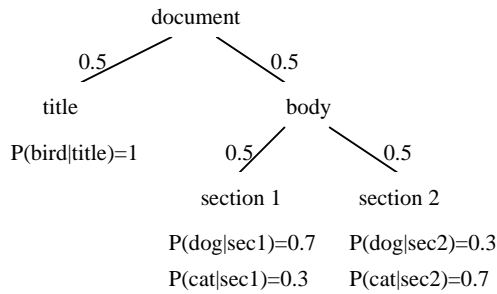 document
0.5 0.5
title body
P(bird|title)=1
0.5 0.5
section 1 section 2
P(dog|sec1)=0.7 P(dog|sec2)=0.3
P(cat|sec1)=0.3 P(cat|sec2)=0.7